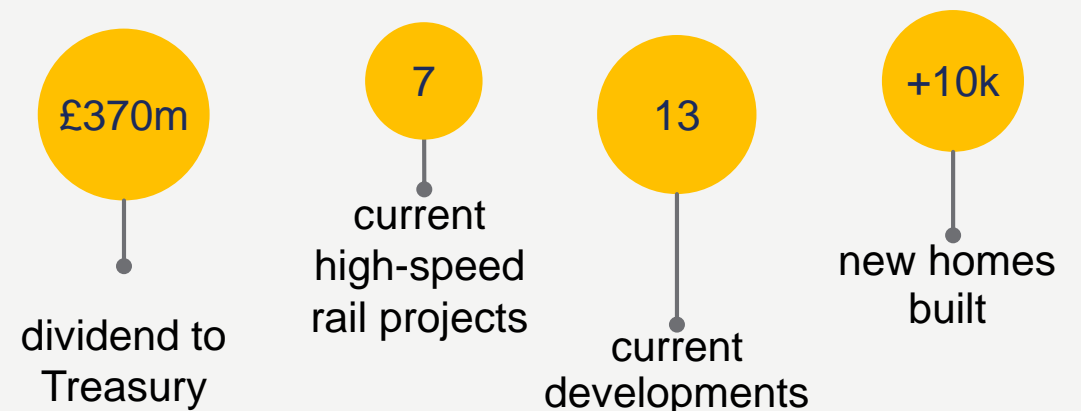 £370m
dividend to
Treasury
7
current
high-speed
rail projects
13
current
developments
+10k
new homes
built